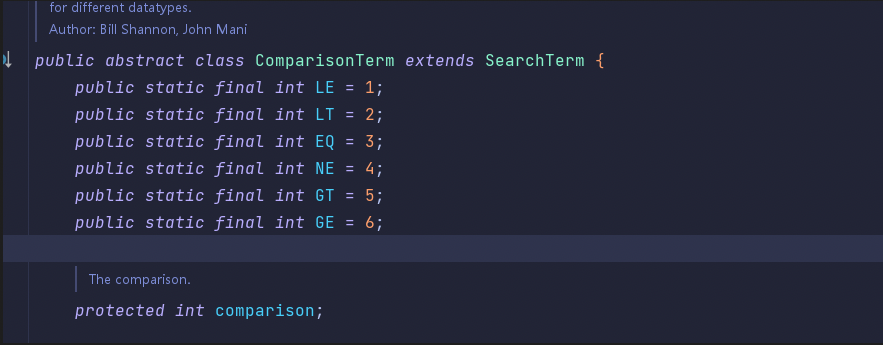 for different datatypes.
Author: Bill Shannon, John Mani
public abstract class ComparisonTerm extends SearchTerm {
public static final int LE = 1;
public static final int LT = 2;
public static final int EQ = 3;
public static final int NE = 4;
public static final int GT = 5;
public static final int GE = 6;
The comparison.
protected int comparison;